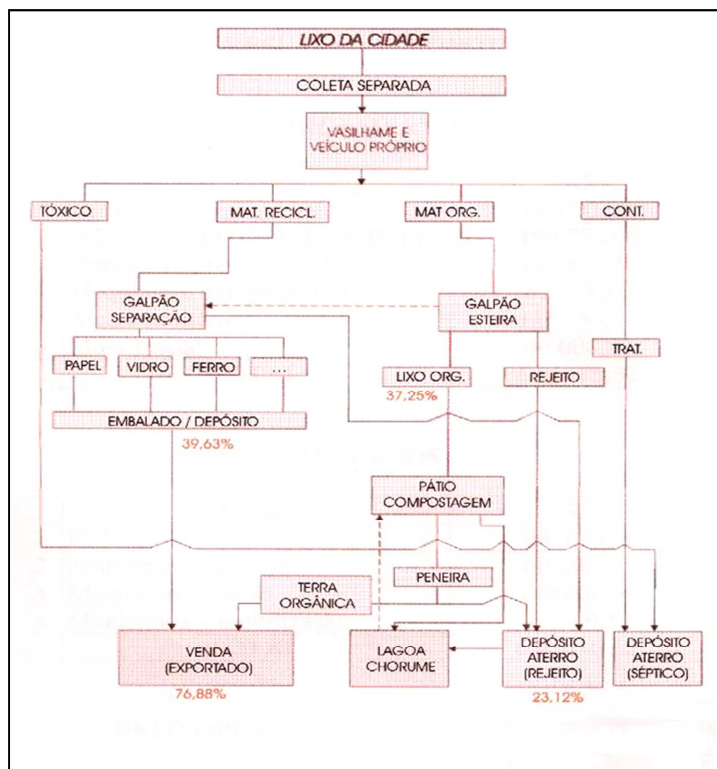 LIXO DA CIDADE
COLETA SEPARADA
VASILHAME E
VEÍCULO PRÓPRIO
TÓXICO
MAT. RECICL.
MAT ORG.
CONT.
GALPÃO
SEPARAÇÃO
GALPÃO
ESTEIRA
TRAT.
PAPEL
VIDRO
FERRO
...
LIXO ORG.
REJEITO
37,25%
EMBALADO / DEPÓSITO
39,63%
PÁTIO
COMPOSTAGEM
PENEIRA
TERRA
ORGÂNICA
VENDA
(EXPORTADO)
LAGOA
CHORUME
DEPÓSITO
ATERRO
(REJEITO)
DEPÓSITO
ATERRO
(SÉPTICO)
76,88%
23,12%